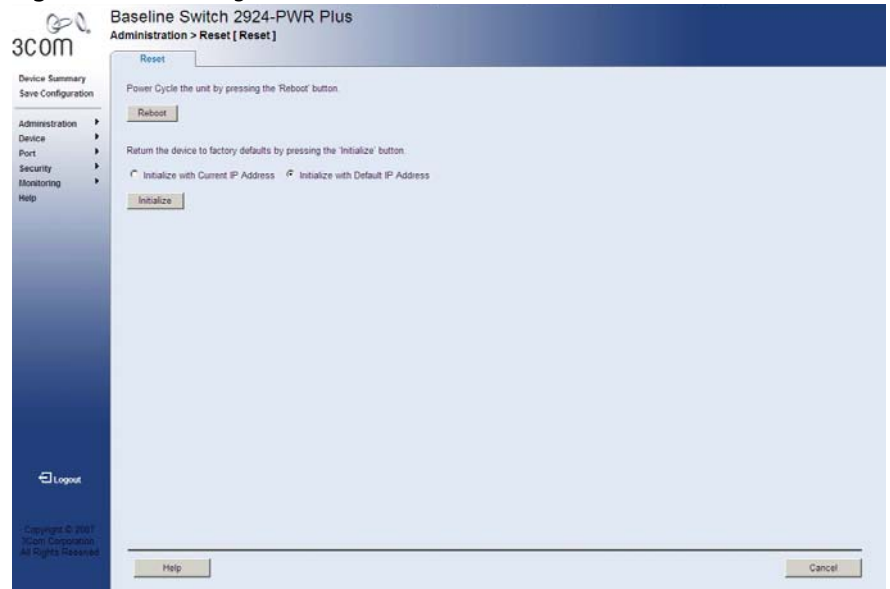 3COM
Baseline Switch 2924-PWR Plus
Administration > Reset [ Reset ]
Reset
Device Summary
Save Configuration
Administration
Device
Port
Security
Monitoring
Help
Power Cycle the unit by pressing the 'Reboot' button.
Reboot
Return the device to factory defaults by pressing the 'Initialize' button.
Initialize with Current IP Address
Initialize with Default IP Address
Initialize
Logout
Copyright © 2007
3Com Corporation
All Rights Reserved
Help
Cancel